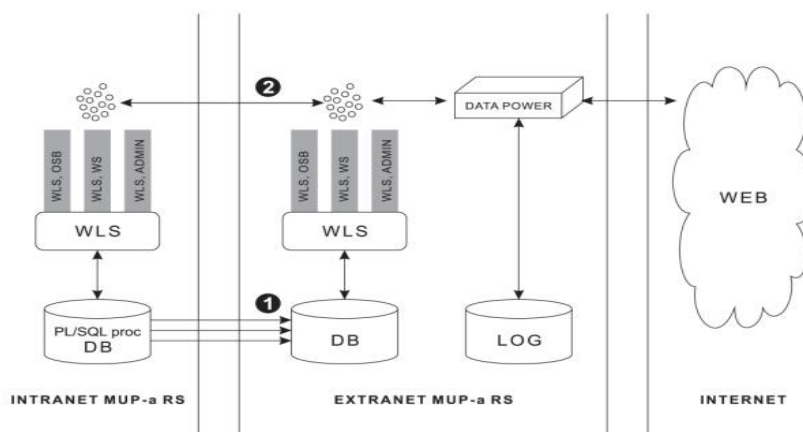 2
DATA POWER
WLS, OSB
WLS, WS
WLS, ADMIN
WLS, OSB
WLS, WS
WLS, ADMIN
WEB
WLS
WLS
1
PL/SQL proc
DB
DB
LOG
INTRANET MUP-a RS
EXTRANET MUP-a RS
INTERNET